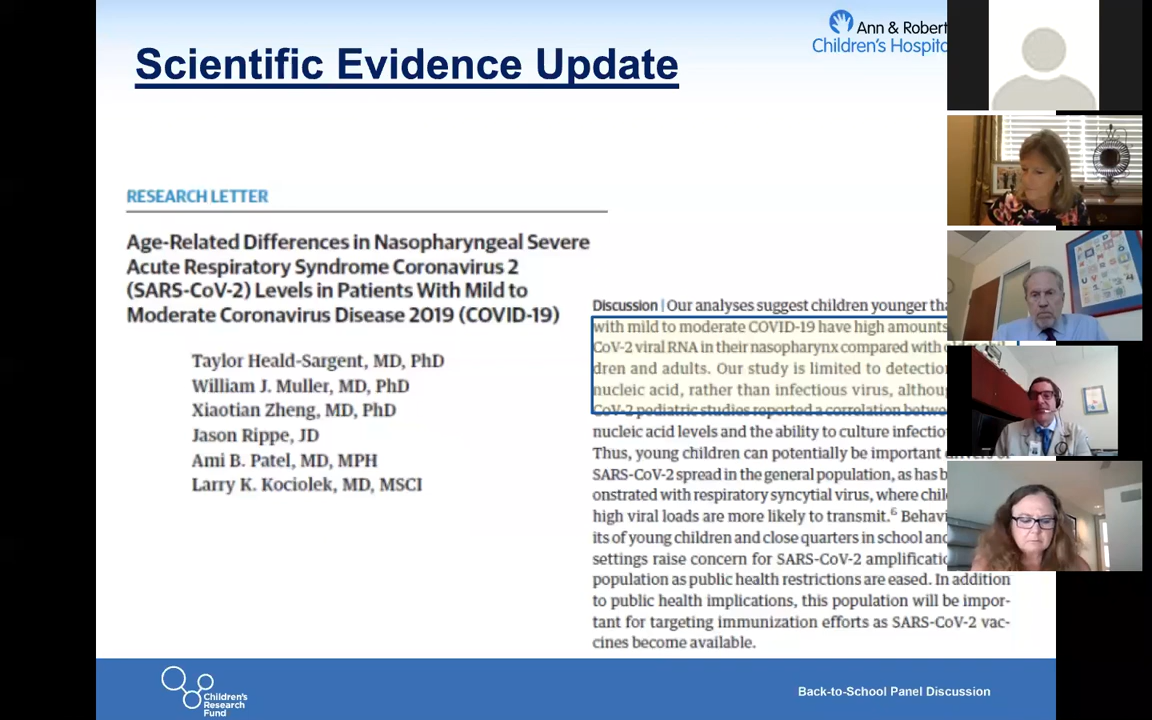 Scientific Evidence Update
Ann & Robert
Children's
RESEARCH LETTER
Age-Related Differences in Nasopharyngeal Severe
Acute Respiratory Syndrome Coronavirus 2
(SARS-CoV-2) Levels in Patients With Mild to
Moderate Coronavirus Disease 2019 (COVID-19)
Taylor Heald-Sargent, MD, PhD
William J. Muller, MD, PhD
Xiaotian Zheng, MD, PhD
Jason Rippe, JD
Ami B. Patel, MD, MPH
Larry K. Kociolek, MD, MSCI
Discussion | Our analyses suggest children younger
with mild to moderate COVID-19 have high amounts
CoV-2 viral RNA in their nasopharynx compared with
dren and adults. Our study is limited to
nucleic acid, rather than infectious virus,
CoV-2 pediatric studies reported a correlation
nucleic acid levels and the ability to culture
Thus, young children can potentially be important drivers of
SARS-CoV-2 spread in the general population, as has
onstrated with respiratory syncytial virus, where
high viral loads are more likely to transmit.6
its of young children and close quarters in school and
settings raise concern for SARS-CoV-2
population as public health restrictions are eased. In addition
to public health implications, this population will be impor-
tant for targeting immunization efforts as SARS-CoV-2 vac-
cines become available.
Children's
Research
Fund
Back-to-School Panel Discussion